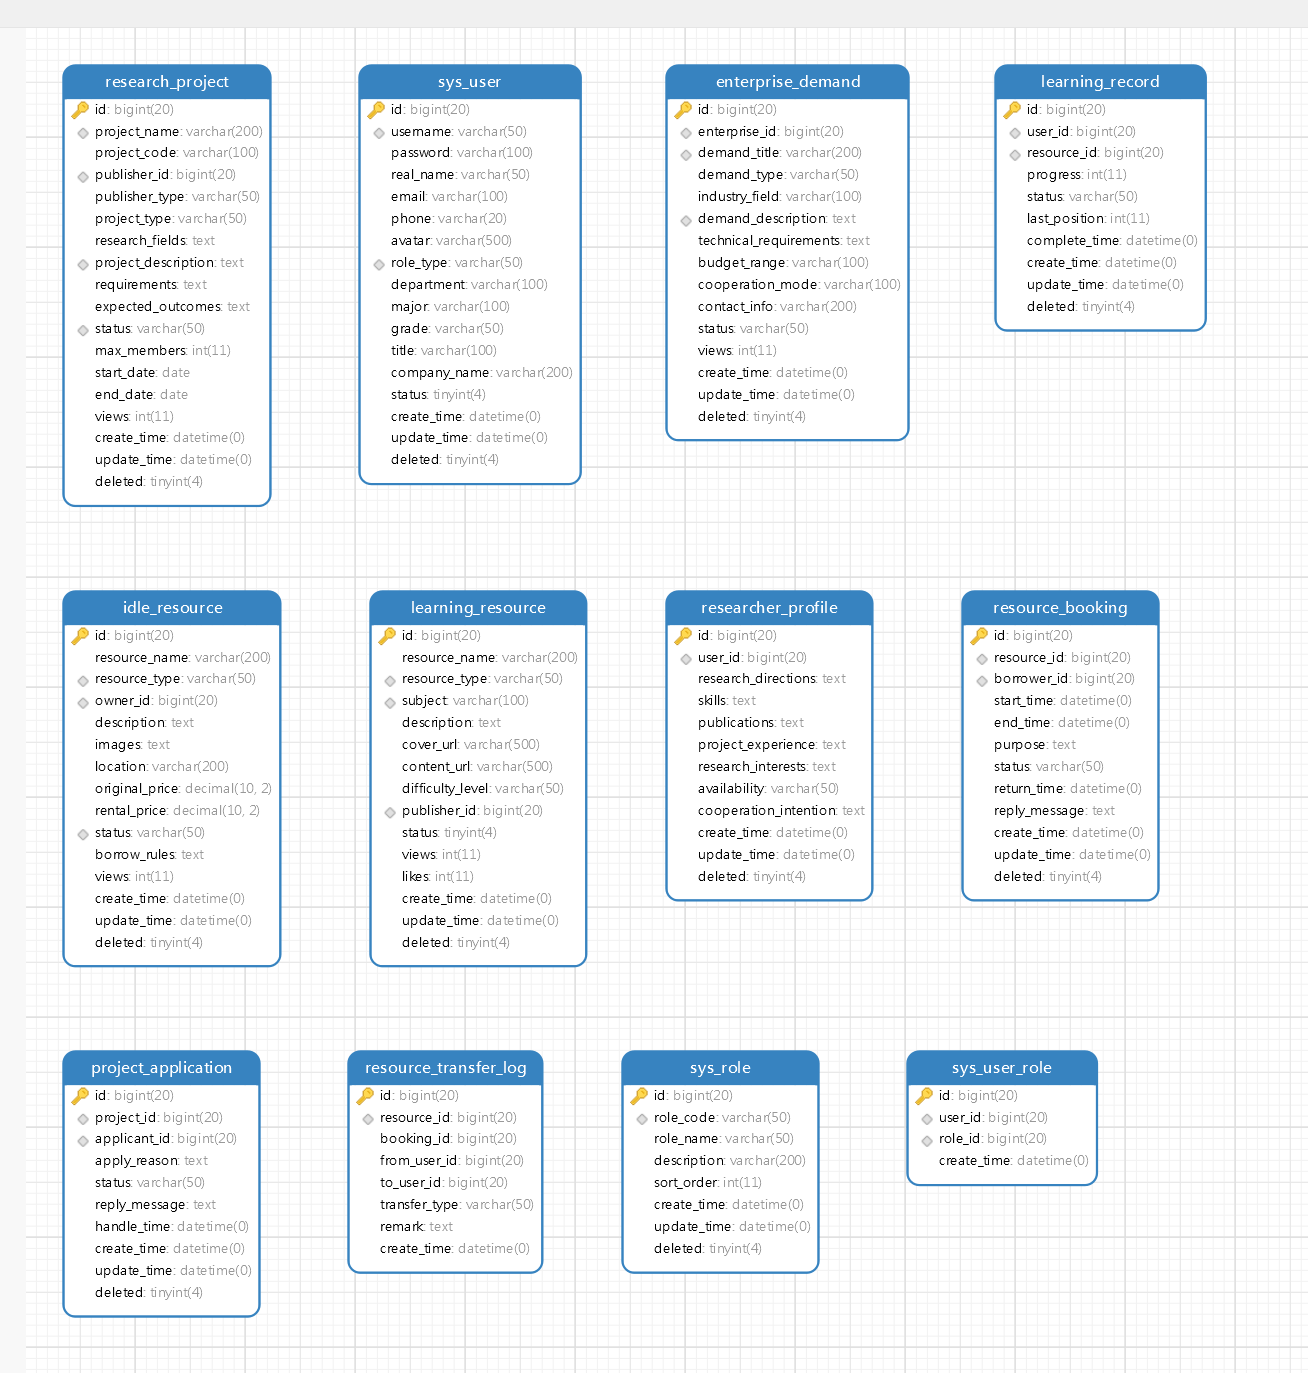 research_project
id: bigint(20)
project_name: varchar(200)
project_code: varchar(100)
publisher_id: bigint(20)
publisher_type: varchar(50)
project_type: varchar(50)
research_fields: text
project_description: text
requirements: text
expected_outcomes: text
status: varchar(50)
max_members: int(11)
start_date: date
end_date: date
views: int(11)
create_time: datetime(0)
update_time: datetime(0)
deleted: tinyint(4)
sys_user
id: bigint(20)
username: varchar(50)
password: varchar(100)
real_name: varchar(50)
email: varchar(100)
phone: varchar(20)
avatar: varchar(500)
role_type: varchar(50)
department: varchar(100)
major: varchar(100)
grade: varchar(50)
title: varchar(100)
company_name: varchar(200)
status: tinyint(4)
create_time: datetime(0)
update_time: datetime(0)
deleted: tinyint(4)
enterprise_demand
id: bigint(20)
enterprise_id: bigint(20)
demand_title: varchar(200)
demand_type: varchar(50)
industry_field: varchar(100)
demand_description: text
technical_requirements: text
budget_range: varchar(100)
cooperation_mode: varchar(100)
contact_info: varchar(200)
status: varchar(50)
views: int(11)
create_time: datetime(0)
update_time: datetime(0)
deleted: tinyint(4)
learning_record
id: bigint(20)
user_id: bigint(20)
resource_id: bigint(20)
progress: int(11)
status: varchar(50)
last_position: int(11)
complete_time: datetime(0)
create_time: datetime(0)
update_time: datetime(0)
deleted: tinyint(4)
idle_resource
id: bigint(20)
resource_name: varchar(200)
resource_type: varchar(50)
owner_id: bigint(20)
description: text
images: text
location: varchar(200)
original_price: decimal(10, 2)
rental_price: decimal(10, 2)
status: varchar(50)
borrow_rules: text
views: int(11)
create_time: datetime(0)
update_time: datetime(0)
deleted: tinyint(4)
learning_resource
id: bigint(20)
resource_name: varchar(200)
resource_type: varchar(50)
subject: varchar(100)
description: text
cover_url: varchar(500)
content_url: varchar(500)
difficulty_level: varchar(50)
publisher_id: bigint(20)
status: tinyint(4)
views: int(11)
likes: int(11)
create_time: datetime(0)
update_time: datetime(0)
deleted: tinyint(4)
researcher_profile
id: bigint(20)
user_id: bigint(20)
research_directions: text
skills: text
publications: text
project_experience: text
research_interests: text
availability: varchar(50)
cooperation_intention: text
create_time: datetime(0)
update_time: datetime(0)
deleted: tinyint(4)
resource_booking
id: bigint(20)
resource_id: bigint(20)
borrower_id: bigint(20)
start_time: datetime(0)
end_time: datetime(0)
purpose: text
status: varchar(50)
return_time: datetime(0)
reply_message: text
create_time: datetime(0)
update_time: datetime(0)
deleted: tinyint(4)
project_application
id: bigint(20)
project_id: bigint(20)
applicant_id: bigint(20)
apply_reason: text
status: varchar(50)
reply_message: text
handle_time: datetime(0)
create_time: datetime(0)
update_time: datetime(0)
deleted: tinyint(4)
resource_transfer_log
id: bigint(20)
resource_id: bigint(20)
booking_id: bigint(20)
from_user_id: bigint(20)
to_user_id: bigint(20)
transfer_type: varchar(50)
remark: text
create_time: datetime(0)
sys_role
id: bigint(20)
role_code: varchar(50)
role_name: varchar(50)
description: varchar(200)
sort_order: int(11)
create_time: datetime(0)
update_time: datetime(0)
deleted: tinyint(4)
sys_user_role
id: bigint(20)
user_id: bigint(20)
role_id: bigint(20)
create_time: datetime(0)